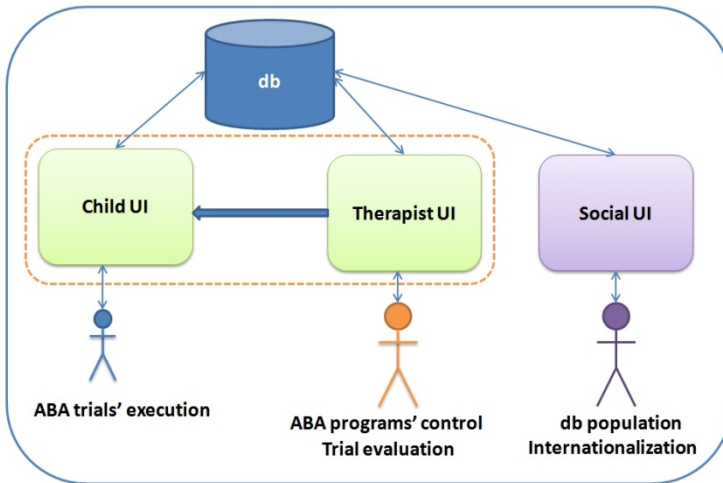 db
Child UI
Therapist UI
Social UI
ABA trials' execution
ABA programs' control
Trial evaluation
db population
Internationalization